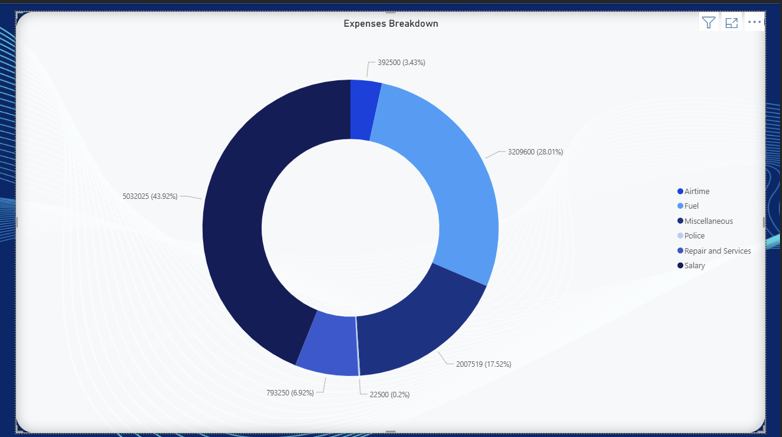 Expenses Breakdown
392500 (3.43%)
3209600 (28.01%)
5032025 (43.92%)
Airtime
Fuel
Miscellaneous
Police
Repair and Services
Salary
2007519 (17.52%)
793250 (6.92%)
22500 (0.2%)